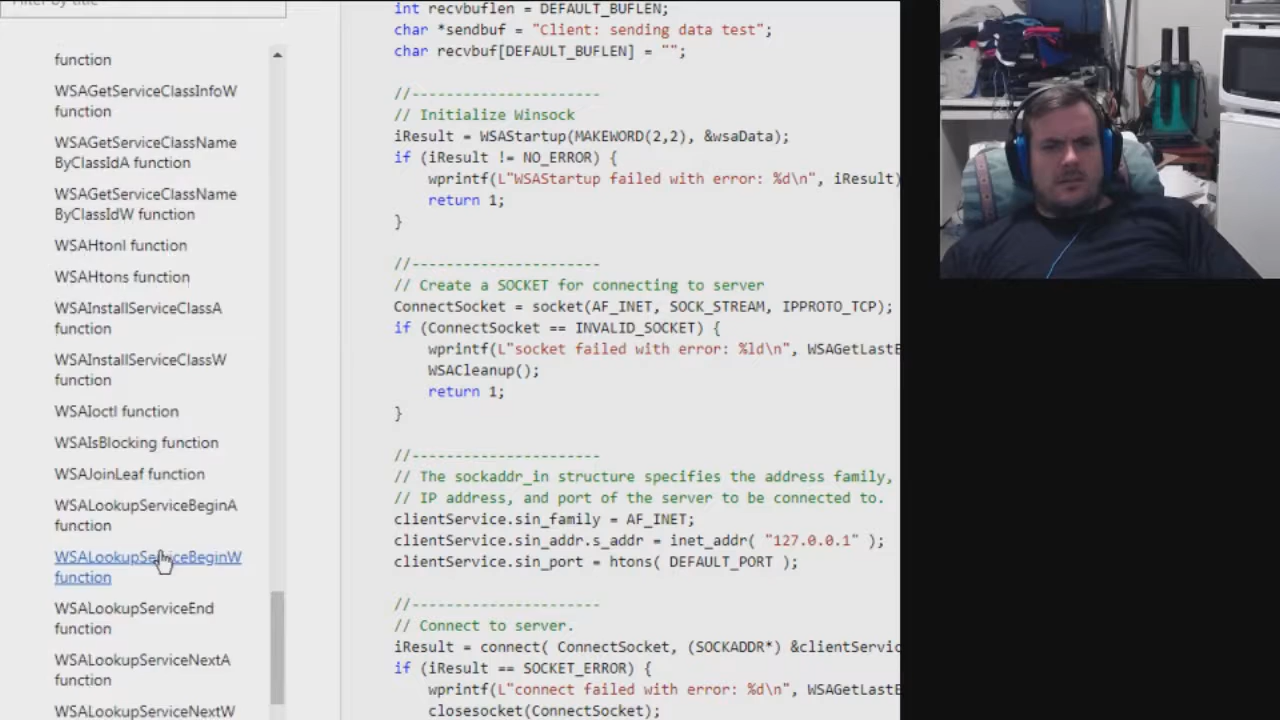 Filter by title
function
WSAGetServiceClassInfoW
function
WSAGetServiceClassName
ByClassIdA function
WSAGetServiceClassName
ByClassIdW function
WSAHtonl function
WSAHtons function
WSAInstallServiceClassA
function
WSAInstallServiceClassW
function
WSAIoctl function
WSAIsBlocking function
WSAJoinLeaf function
WSALookupServiceBeginA
function
WSALookupServiceBeginW
function
WSALookupServiceEnd
function
WSALookupServiceNextA
function
WSALookupServiceNextW
int recvbuflen = DEFAULT_BUFLEN;
char *sendbuf = "Client: sending data test";
char recvbuf[DEFAULT_BUFLEN] = "";
//----------------------
// Initialize Winsock
iResult = WSAStartup(MAKEWORD(2,2), &wsaData);
if (iResult != NO_ERROR) {
wprintf(L"WSAStartup failed with error: %d\n", iResult)
return 1;
}
//----------------------
// Create a SOCKET for connecting to server
ConnectSocket = socket(AF_INET, SOCK_STREAM, IPPROTO_TCP);
if (ConnectSocket == INVALID_SOCKET) {
wprintf(L"socket failed with error: %ld\n", WSAGetLastE
WSACleanup();
return 1;
}
//----------------------
// The sockaddr_in structure specifies the address family,
// IP address, and port of the server to be connected to.
clientService.sin_family = AF_INET;
clientService.sin_addr.s_addr = inet_addr( "127.0.0.1" );
clientService.sin_port = htons( DEFAULT_PORT );
//----------------------
// Connect to server.
iResult = connect( ConnectSocket, (SOCKADDR*) &clientServic
if (iResult == SOCKET_ERROR) {
wprintf(L"connect failed with error: %d\n", WSAGetLastE
closesocket(ConnectSocket);